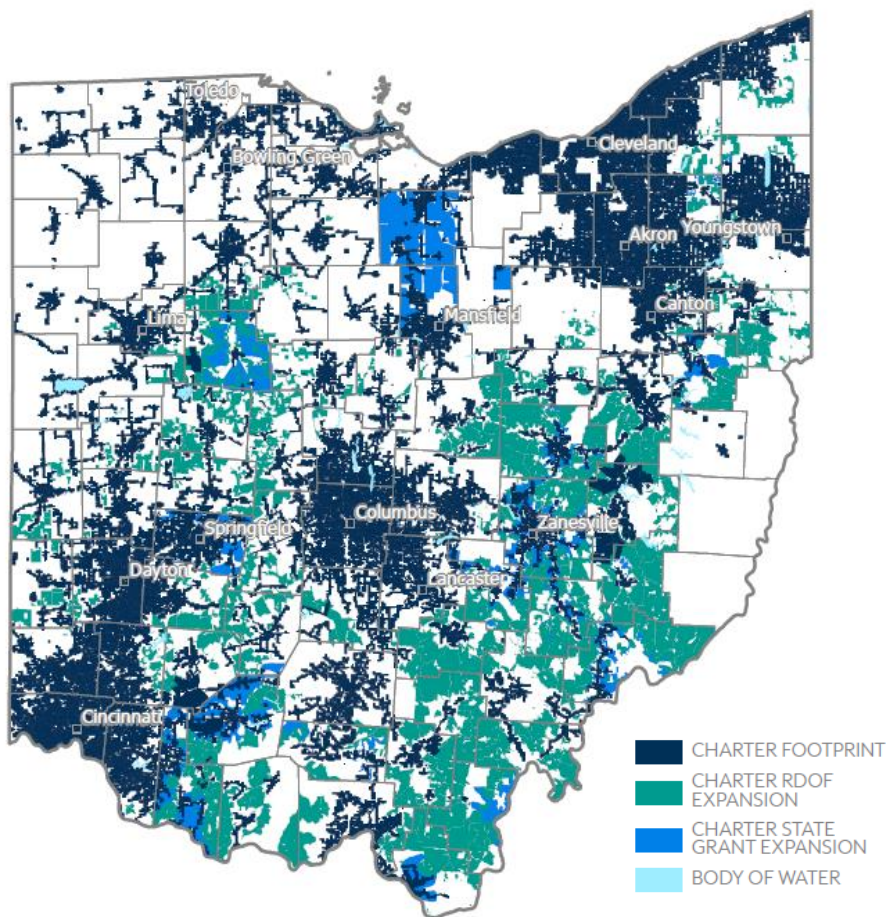 Toledo
Cleveland
Bowling Green
Akron
Youngstown
Canton
Lima
Mansfield
Columbus
Zanesville
Springfield
Dayton
Lancaster
Cincinnati
CHARTER FOOTPRINT
CHARTER RDOF
EXPANSION
CHARTER STATE
GRANT EXPANSION
BODY OF WATER